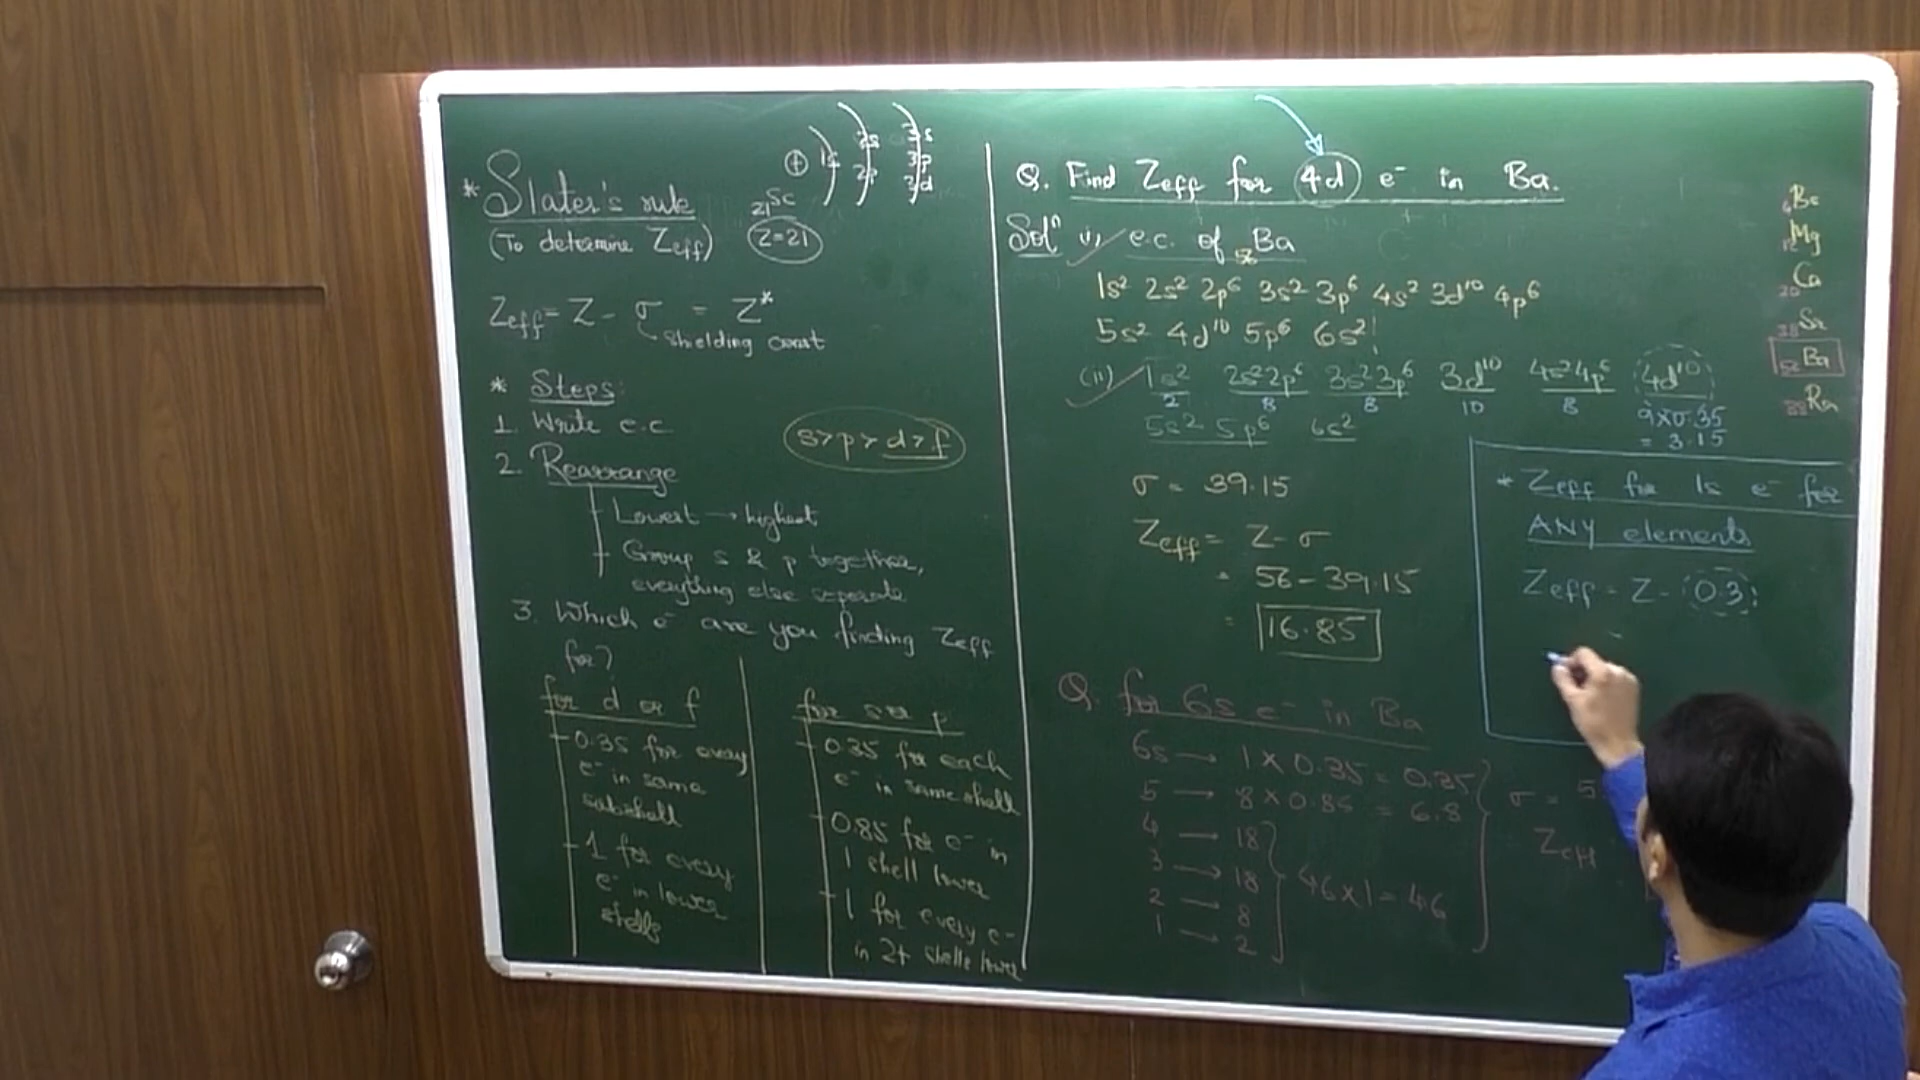 * Slater's rule
(To determine Zeff)
21Sc
Z=21
+ 1s 2s 2p 3s 3p 3d
Zeff = Z - σ = Z*
Shielding const
* Steps:
1. Write e.c
2. Rearrange
s > p > d > f
Lowest → highest
Group s & p together,
everything else separate
3. Which e⁻ are you finding Zeff
for?
for d or f
0.35 for every
e⁻ in same
subshell
1 for every
e⁻ in lower
shells
for s or p
0.35 for each
e⁻ in same shell
0.85 for e⁻ in
1 shell lower
1 for every e⁻
in 2+ shells lower
Q. Find Zeff for 4d e⁻ in Ba.
Solⁿ (i) e.c. of 56Ba
1s² 2s² 2p⁶ 3s² 3p⁶ 4s² 3d¹⁰ 4p⁶
5s² 4d¹⁰ 5p⁶ 6s²
(ii) 1s² 2s²2p⁶ 3s²3p⁶ 3d¹⁰ 4s²4p⁶ 4d¹⁰
2 8 8 10 8 9×0.35
= 3.15
5s² 5p⁶ 6s²
σ = 39.15
Zeff = Z - σ
= 56 - 39.15
= 16.85
Q. for 6s e⁻ in Ba
6s → 1 × 0.35 = 0.35
5 → 8 × 0.85 = 6.8
4 → 18
3 → 18
2 → 8
1 → 2
46×1 = 46
σ = 5
Zeff
* Zeff for 1s e⁻ for
ANY elements
Zeff = Z - 0.3
4Be
12Mg
20Ca
38Sr
56Ba
88Ra